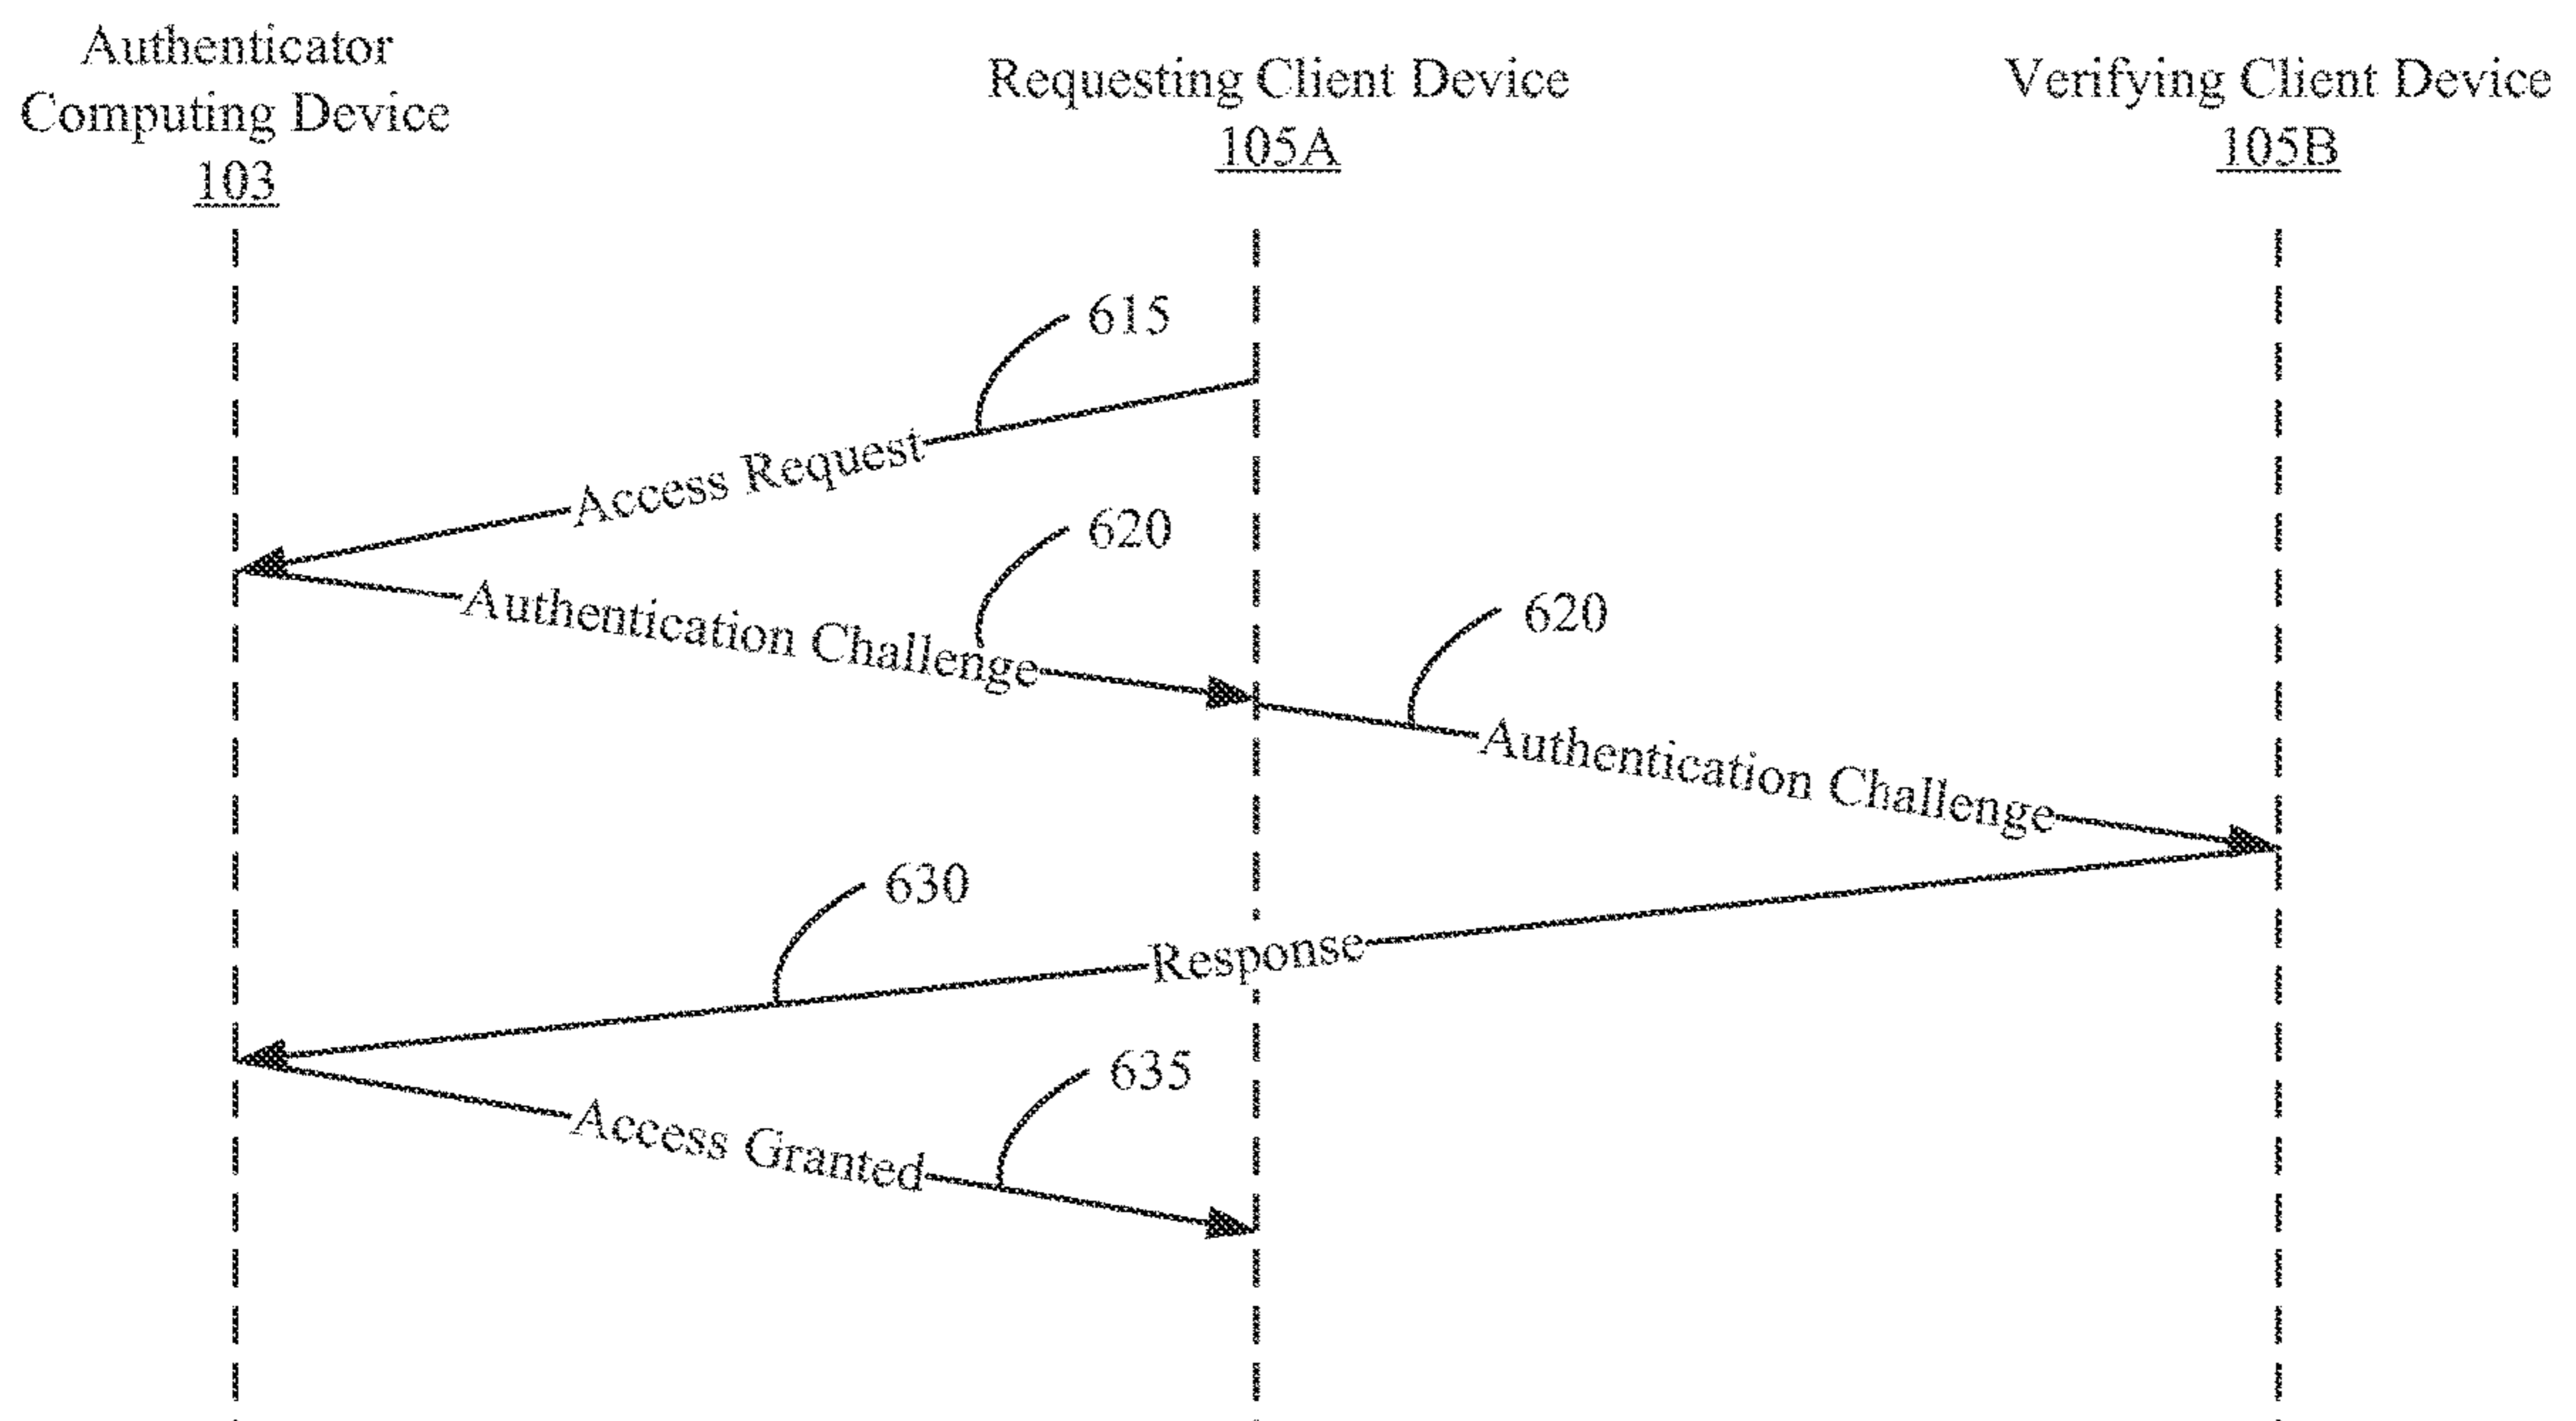 Authenticator
Computing Device
103
Requesting Client Device
105A
Verifying Client Device
105B
615
Access Request
620
Authentication Challenge
620
Authentication Challenge
630
Response
635
Access Granted